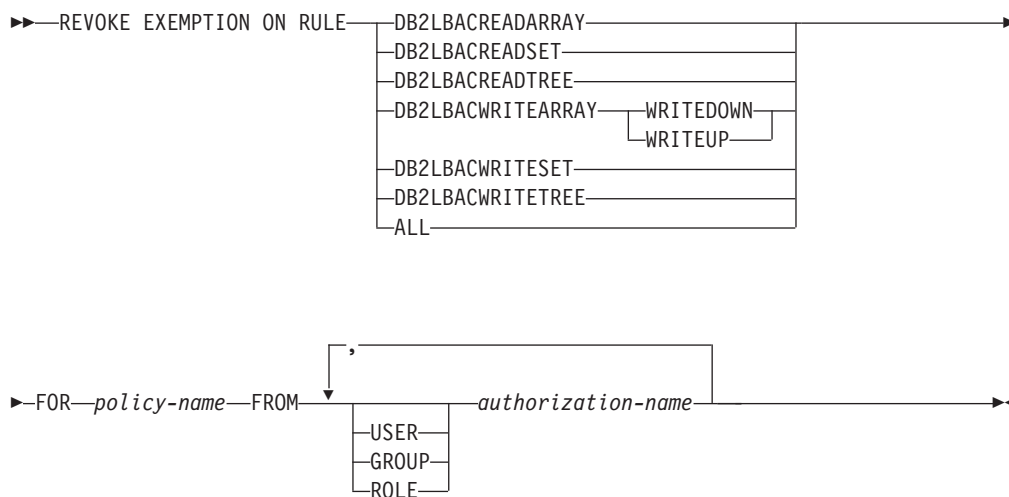 REVOKE EXEMPTION ON RULE DB2LBACREADARRAY
DB2LBACREADSET
DB2LBACREADTREE
DB2LBACWRITEARRAY WRITEDOWN
WRITEUP
DB2LBACWRITESET
DB2LBACWRITETREE
ALL
,
FOR policy-name FROM authorization-name
USER
GROUP
ROLE